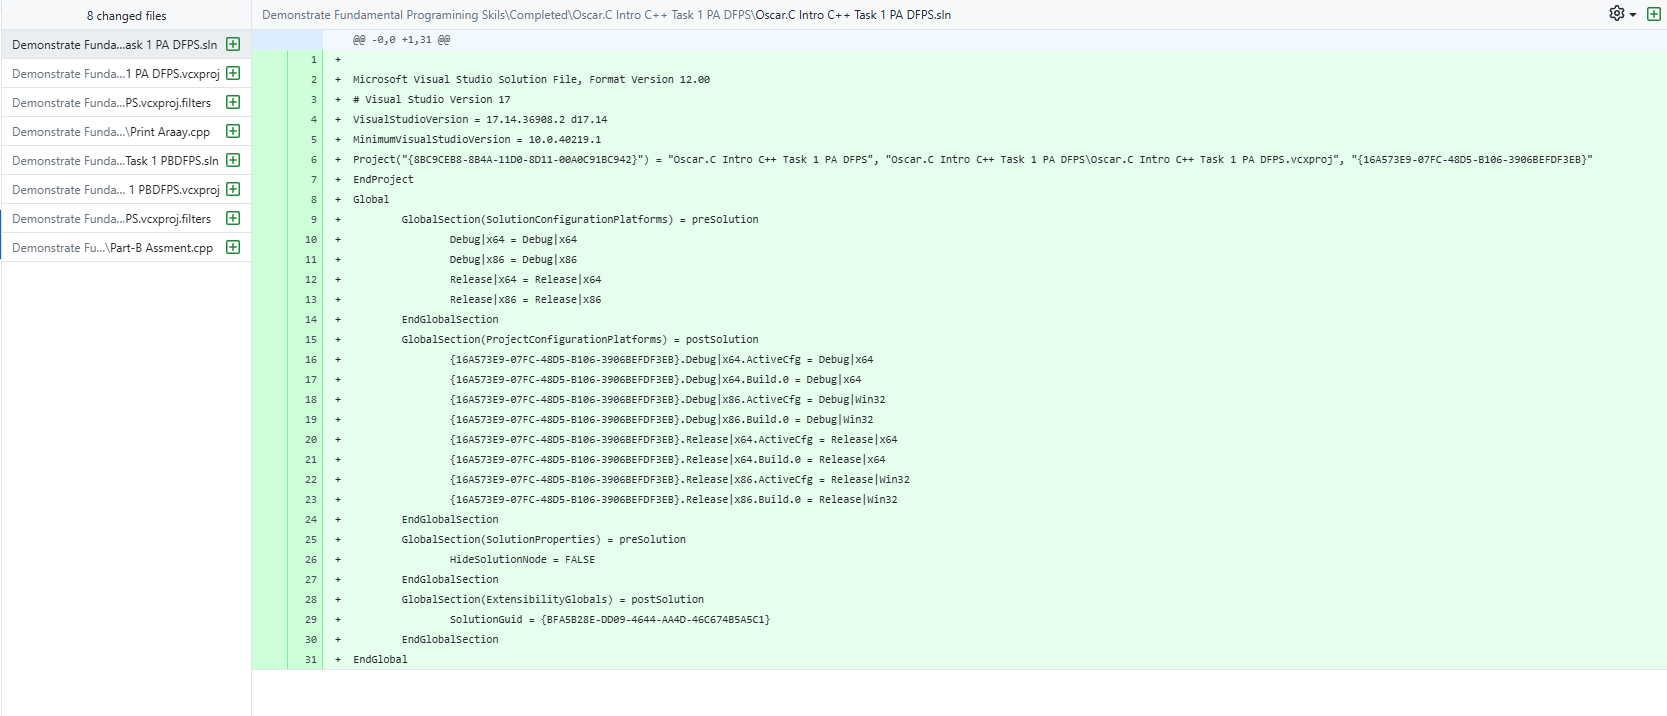 8 changed files
Demonstrate Funda...ask 1 PA DFPS.sln
Demonstrate Funda...1 PA DFPS.vcxproj
Demonstrate Funda...PS.vcxproj.filters
Demonstrate Funda...\Print Araay.cpp
Demonstrate Funda...Task 1 PBDFPS.sln
Demonstrate Funda... 1 PBDFPS.vcxproj
Demonstrate Funda...PS.vcxproj.filters
Demonstrate Fu...\Part-B Assment.cpp
Demonstrate Fundamental Programining Skils\Completed\Oscar.C Intro C++ Task 1 PA DFPS\Oscar.C Intro C++ Task 1 PA DFPS.sln
@@ -0,0 +1,31 @@
1 +
2 + Microsoft Visual Studio Solution File, Format Version 12.00
3 + # Visual Studio Version 17
4 + VisualStudioVersion = 17.14.36908.2 d17.14
5 + MinimumVisualStudioVersion = 10.0.40219.1
6 + Project("{8BC9CEB8-8B4A-11D0-8D11-00A0C91BC942}") = "Oscar.C Intro C++ Task 1 PA DFPS", "Oscar.C Intro C++ Task 1 PA DFPS\Oscar.C Intro C++ Task 1 PA DFPS.vcxproj", "{16A573E9-07FC-48D5-B106-3906BEFDF3EB}"
7 + EndProject
8 + Global
9 + GlobalSection(SolutionConfigurationPlatforms) = preSolution
10 + Debug|x64 = Debug|x64
11 + Debug|x86 = Debug|x86
12 + Release|x64 = Release|x64
13 + Release|x86 = Release|x86
14 + EndGlobalSection
15 + GlobalSection(ProjectConfigurationPlatforms) = postSolution
16 + {16A573E9-07FC-48D5-B106-3906BEFDF3EB}.Debug|x64.ActiveCfg = Debug|x64
17 + {16A573E9-07FC-48D5-B106-3906BEFDF3EB}.Debug|x64.Build.0 = Debug|x64
18 + {16A573E9-07FC-48D5-B106-3906BEFDF3EB}.Debug|x86.ActiveCfg = Debug|Win32
19 + {16A573E9-07FC-48D5-B106-3906BEFDF3EB}.Debug|x86.Build.0 = Debug|Win32
20 + {16A573E9-07FC-48D5-B106-3906BEFDF3EB}.Release|x64.ActiveCfg = Release|x64
21 + {16A573E9-07FC-48D5-B106-3906BEFDF3EB}.Release|x64.Build.0 = Release|x64
22 + {16A573E9-07FC-48D5-B106-3906BEFDF3EB}.Release|x86.ActiveCfg = Release|Win32
23 + {16A573E9-07FC-48D5-B106-3906BEFDF3EB}.Release|x86.Build.0 = Release|Win32
24 + EndGlobalSection
25 + GlobalSection(SolutionProperties) = preSolution
26 + HideSolutionNode = FALSE
27 + EndGlobalSection
28 + GlobalSection(ExtensibilityGlobals) = postSolution
29 + SolutionGuid = {BFA5B28E-DD09-4644-AA4D-46C674B5A5C1}
30 + EndGlobalSection
31 + EndGlobal